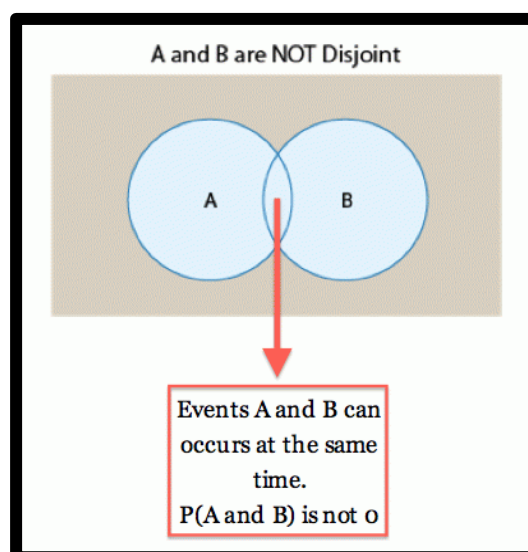 A and B are NOT Disjoint
A
B
Events A and B can
occurs at the same
time.
P(A and B) is not 0